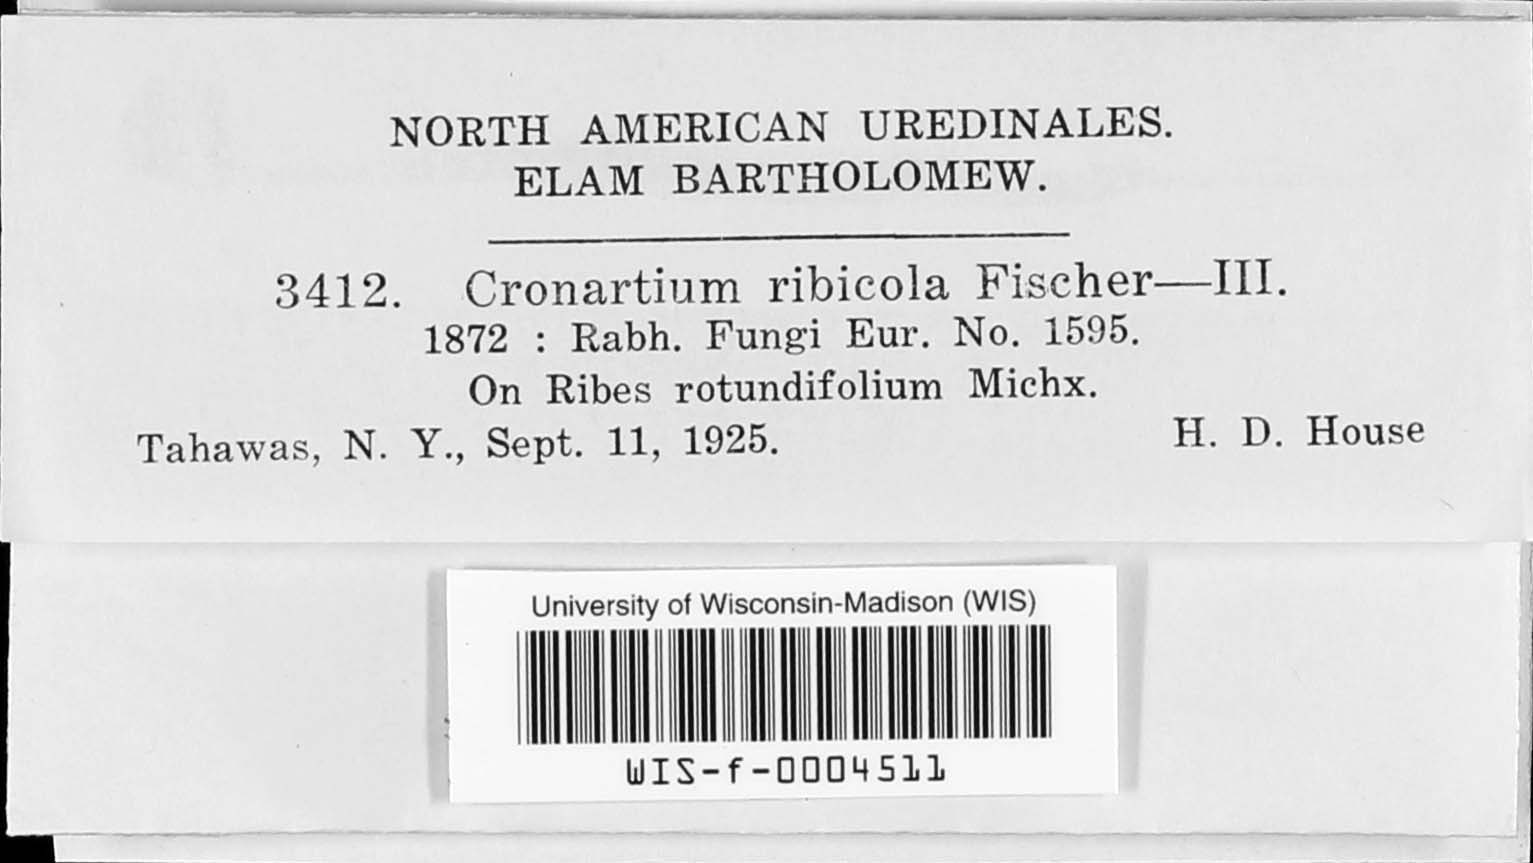 NORTH AMERICAN UREDINALES.
ELAM BARTHOLOMEW.
3412. Cronartium ribicola Fischer—III.
1872 : Rabh. Fungi Eur. No. 1595.
On Ribes rotundifolium Michx.
Tahawas, N. Y., Sept. 11, 1925. H. D. House
University of Wisconsin-Madison (WIS)
WIS-f-0004511